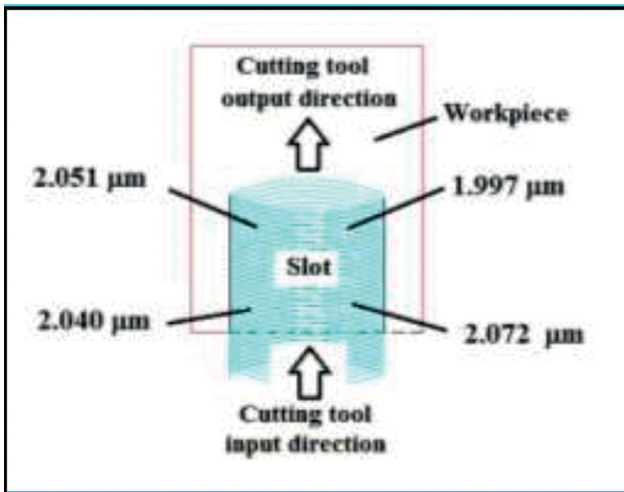 Cutting tool
output direction
Workpiece
2.051 μm
1.997 μm
Slot
2.040 μm
2.072 μm
Cutting tool
input direction